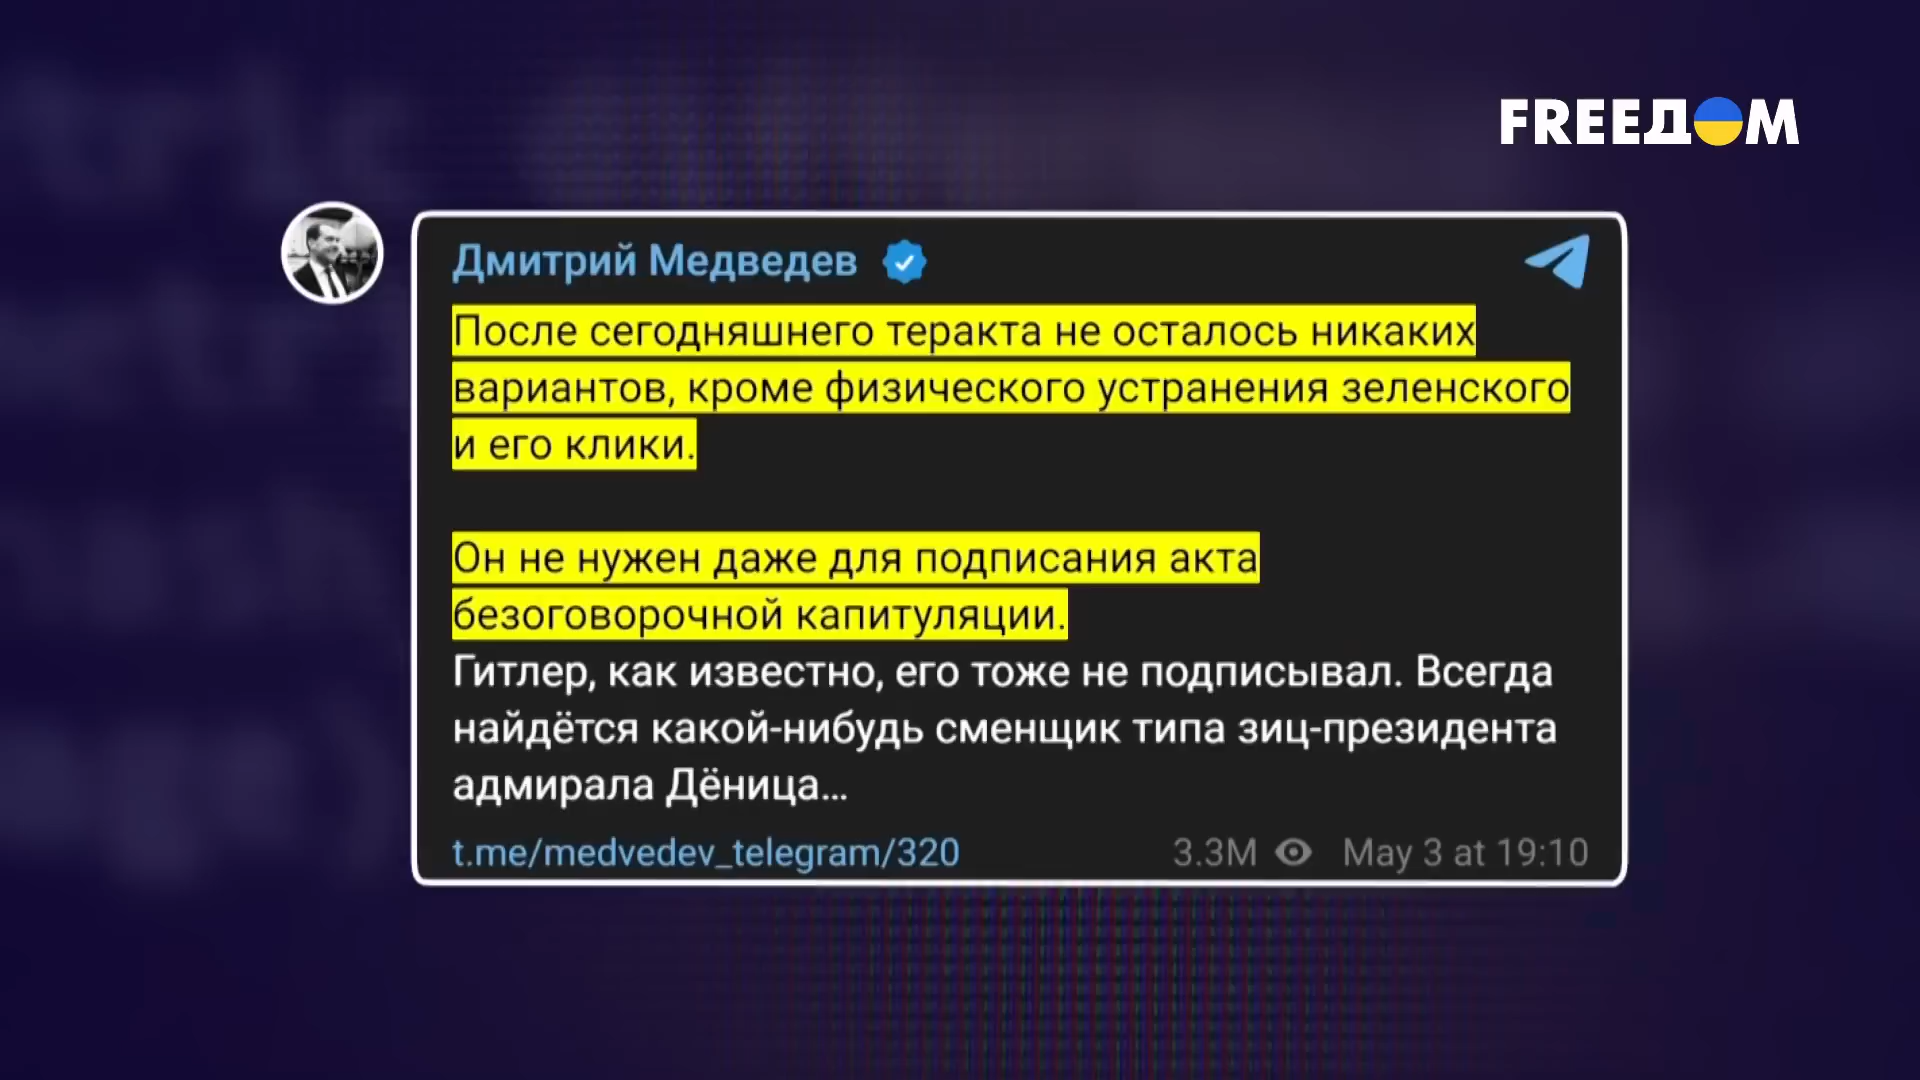 FREEДOM
Дмитрий Медведев
После сегодняшнего теракта не осталось никаких
вариантов, кроме физического устранения зеленского
и его клики.
Он не нужен даже для подписания акта
безоговорочной капитуляции.
Гитлер, как известно, его тоже не подписывал. Всегда
найдётся какой-нибудь сменщик типа зиц-президента
адмирала Дёница...
t.me/medvedev_telegram/320 3.3M May 3 at 19:10